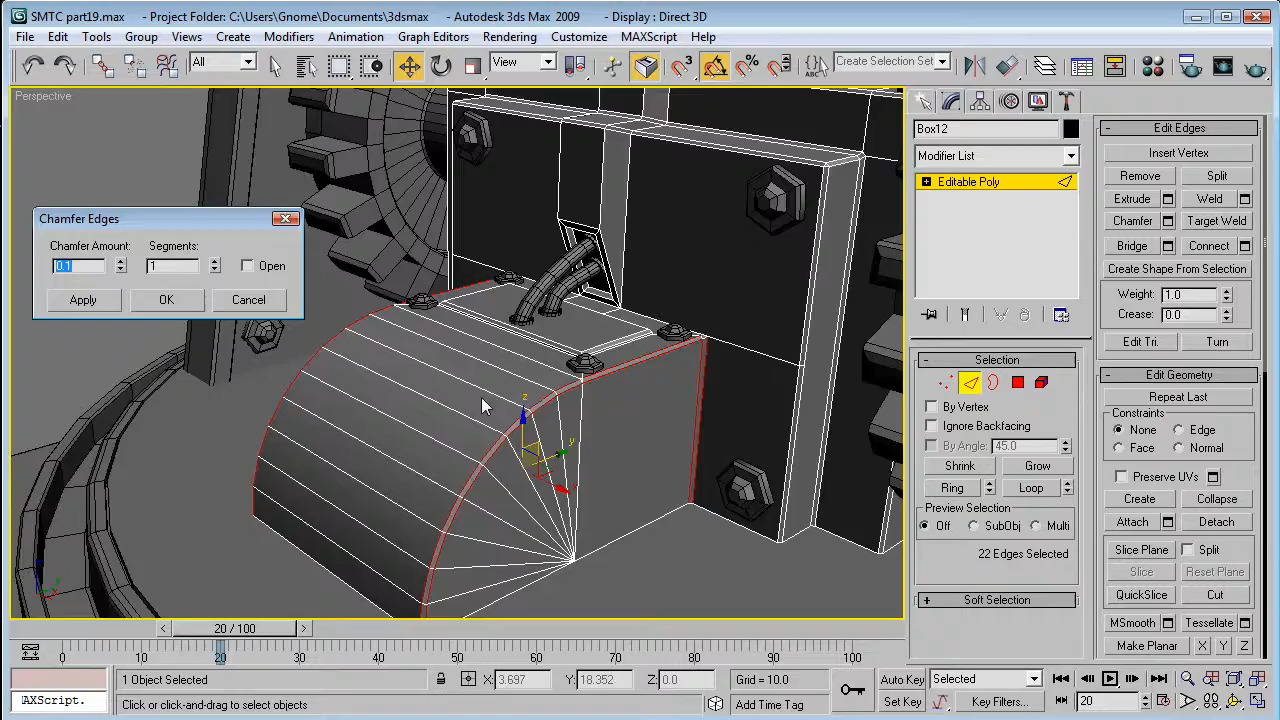 SMTC part19.max - Project Folder: C:\Users\Gnome\Documents\3dsmax - Autodesk 3ds Max 2009 - Display : Direct 3D
File Edit Tools Group Views Create Modifiers Animation Graph Editors Rendering Customize MAXScript Help
All View Create Selection Set
Perspective
Box12
Modifier List
Editable Poly
Chamfer Edges
Chamfer Amount: Segments:
0.1 1 Open
Apply OK Cancel
x
y
z
Selection
By Vertex
Ignore Backfacing
By Angle: 45.0
Shrink Grow
Ring Loop
Preview Selection
Off SubObj Multi
22 Edges Selected
Soft Selection
Edit Edges
Insert Vertex
Remove Split
Extrude Weld
Chamfer Target Weld
Bridge Connect
Create Shape From Selection
Weight: 1.0
Crease: 0.0
Edit Tri. Turn
Edit Geometry
Repeat Last
Constraints
None Edge
Face Normal
Preserve UVs
Create Collapse
Attach Detach
Slice Plane Split
Slice Reset Plane
QuickSlice Cut
MSmooth Tessellate
Make Planar X Y Z
20 / 100
0 10 20 30 40 50 60 70 80 90 100
1 Object Selected X: 3.697 Y: 18.352 Z: 0.0 Grid = 10.0 Auto Key Selected
AXScript. Click or click-and-drag to select objects Add Time Tag Set Key Key Filters... 20